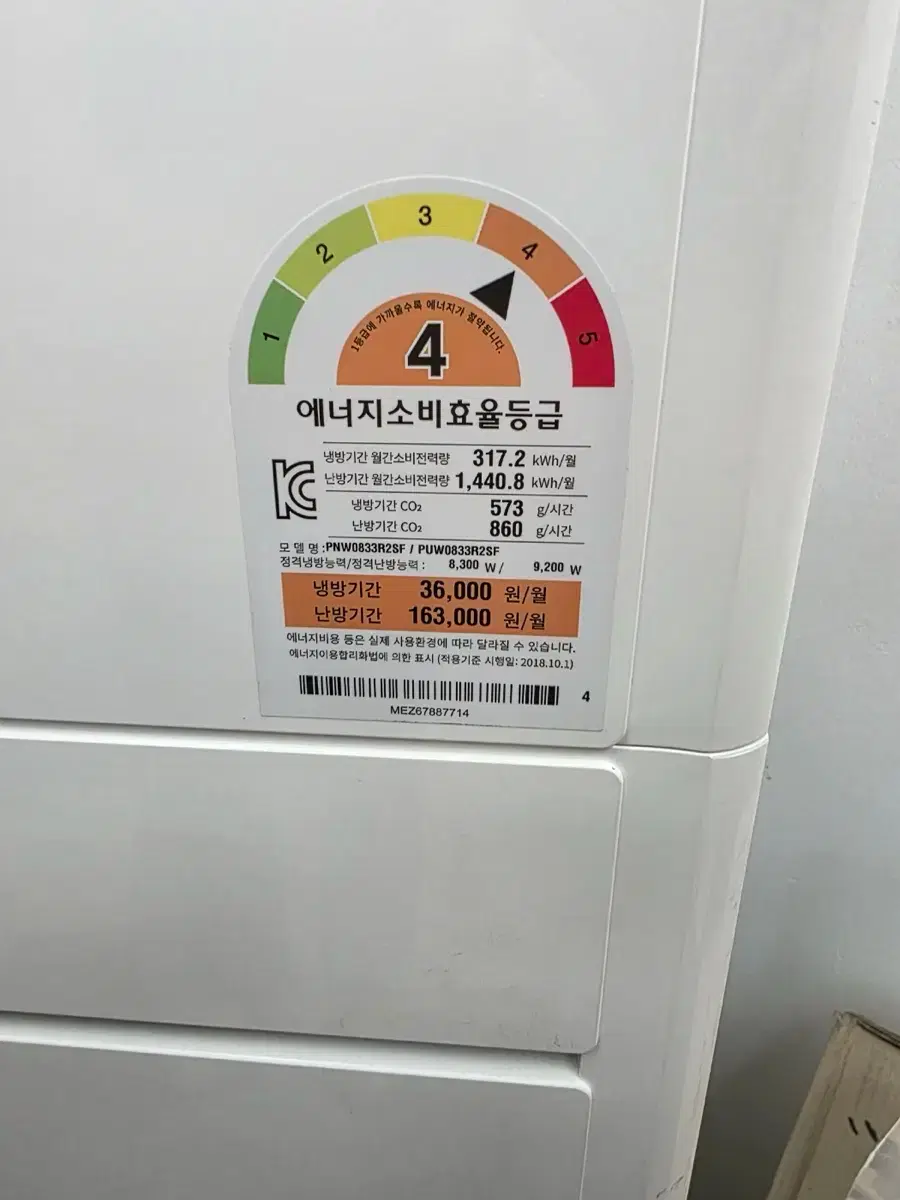 1 2 3 4 5
1등급에 가까울수록 에너지가 절약됩니다.
4
에너지소비효율등급
냉방기간 월간소비전력량 317.2 kWh/월
난방기간 월간소비전력량 1,440.8 kWh/월
냉방기간 CO₂ 573 g/시간
난방기간 CO₂ 860 g/시간
모 델 명 : PNW0833R2SF / PUW0833R2SF
정격냉방능력/정격난방능력 : 8,300 W / 9,200 W
냉방기간 36,000 원/월
난방기간 163,000 원/월
에너지비용 등은 실제 사용환경에 따라 달라질 수 있습니다.
에너지이용합리화법에 의한 표시 (적용기준 시행일: 2018.10.1)
4
MEZ67887714